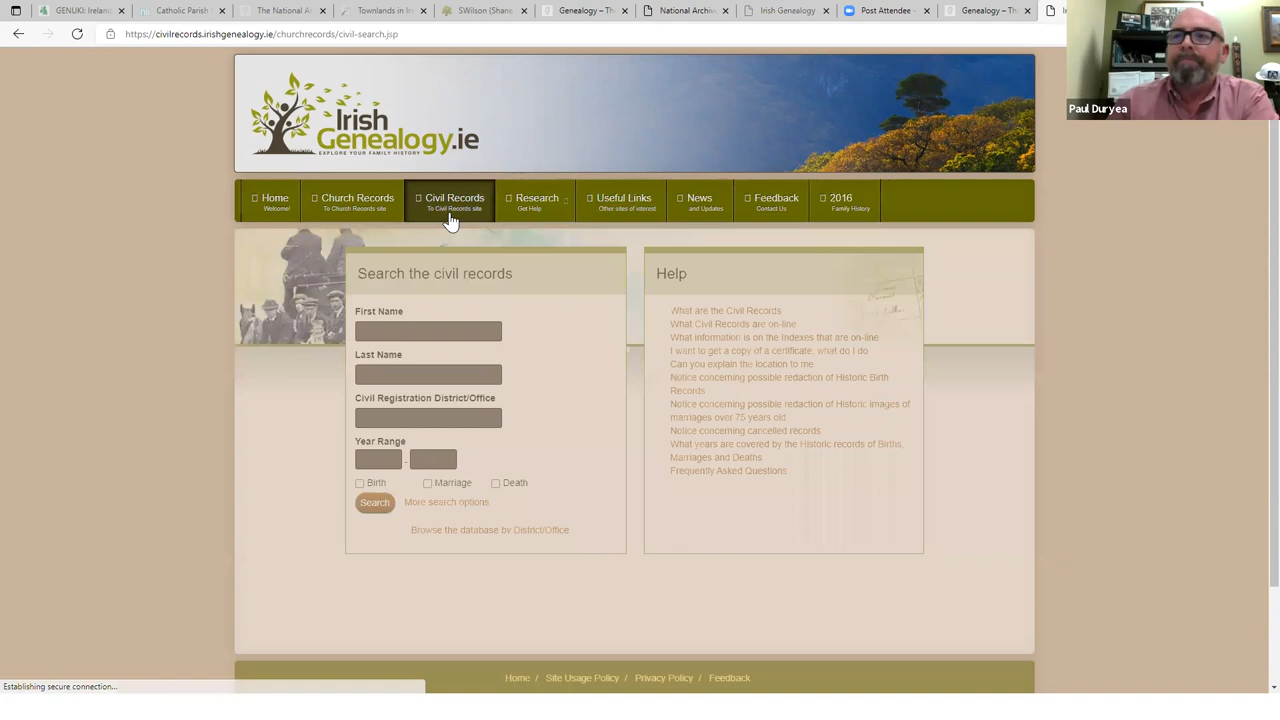 GENUKI: Ireland
Catholic Parish
The National A
Townlands in Ir
SWilson (Shane
Genealogy – Th
National Archiv
Irish Genealogy
Post Attendee –
Genealogy – Th
https://civilrecords.irishgenealogy.ie/churchrecords/civil-search.jsp
Paul Duryea
Irish
Genealogy.ie
EXPLORE YOUR FAMILY HISTORY
Home
Welcome!
Church Records
To Church Records site
Civil Records
To Civil Records site
Research
Get Help
Useful Links
Other sites of interest
News
and Updates
Feedback
Contact Us
2016
Family History
Search the civil records
First Name
Last Name
Civil Registration District/Office
Year Range
-
Birth
Marriage
Death
Search
More search options
Browse the database by District/Office
Help
What are the Civil Records
What Civil Records are on-line
What information is on the Indexes that are on-line
I want to get a copy of a certificate, what do I do
Can you explain the location to me
Notice concerning possible redaction of Historic Birth
Records
Notice concerning possible redaction of Historic images of
marriages over 75 years old
Notice concerning cancelled records
What years are covered by the Historic records of Births,
Marriages and Deaths
Frequently Asked Questions
Home / Site Usage Policy / Privacy Policy / Feedback
Establishing secure connection...